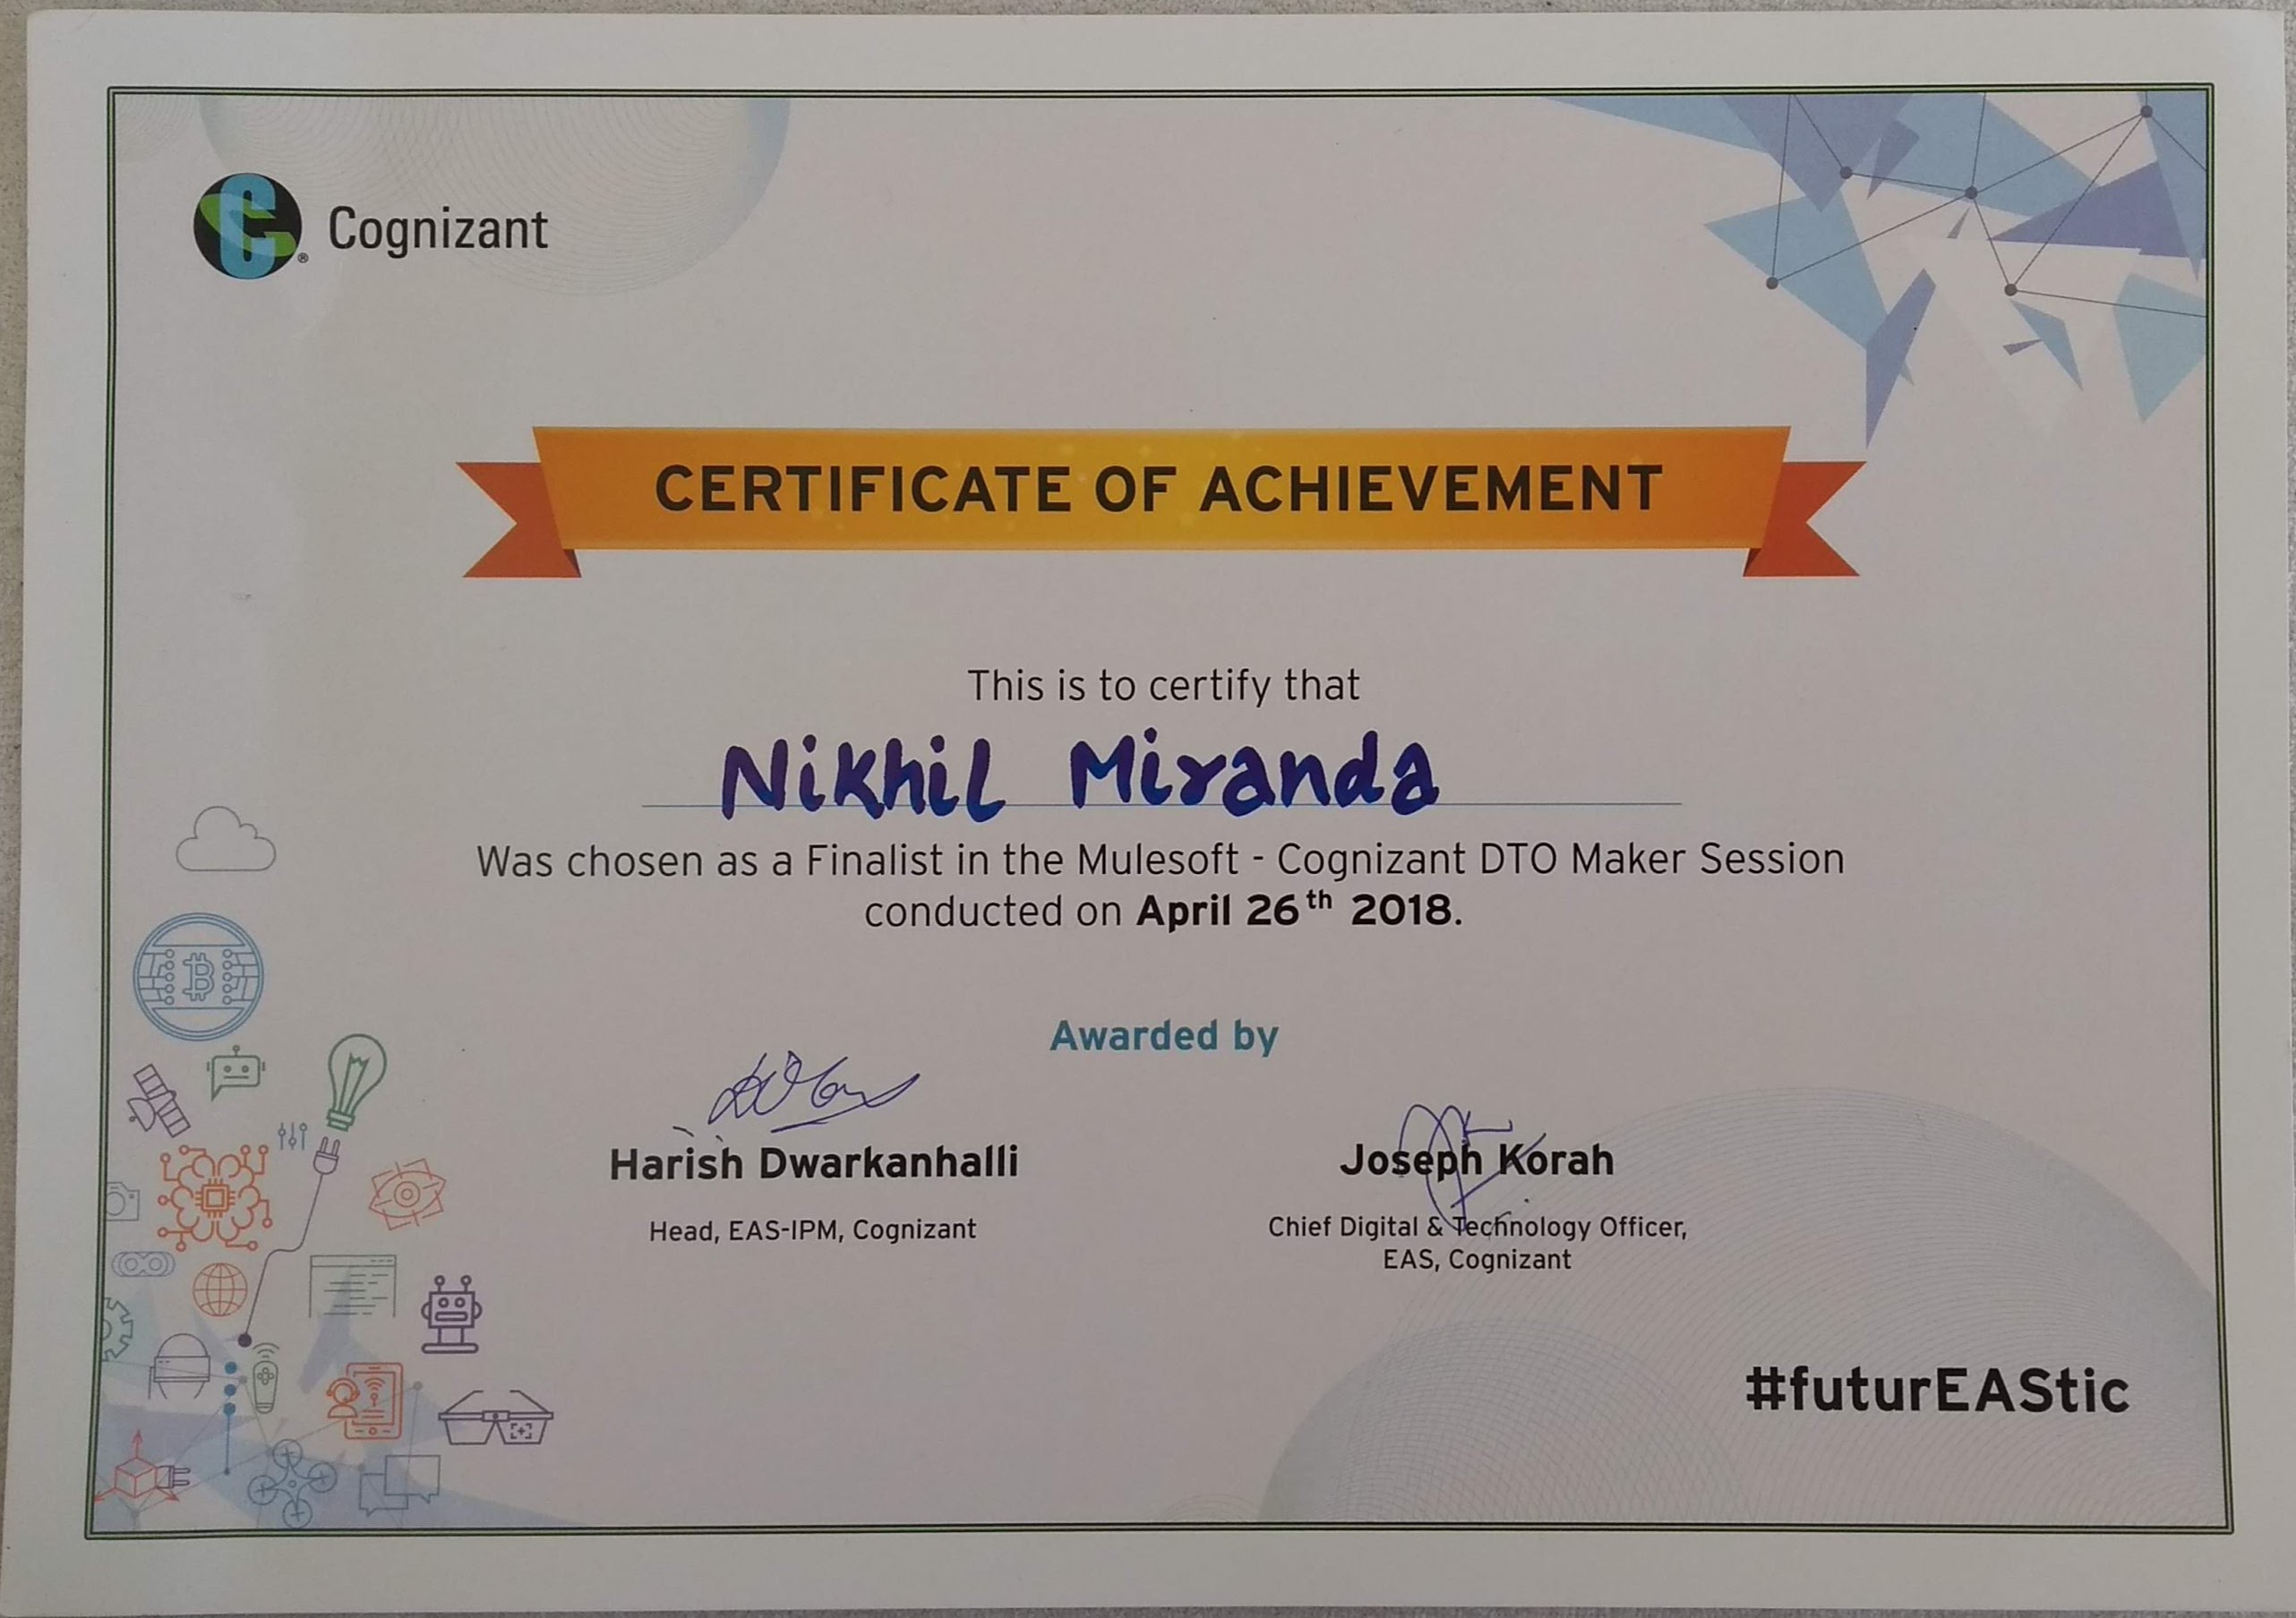 Cognizant
CERTIFICATE OF ACHIEVEMENT
This is to certify that
Nikhil Miranda
Was chosen as a Finalist in the Mulesoft - Cognizant DTO Maker Session
conducted on April 26th 2018.
Awarded by
Harish Dwarkanhalli
Head, EAS-IPM, Cognizant
Joseph Korah
Chief Digital & Technology Officer,
EAS, Cognizant
#futurEAStic